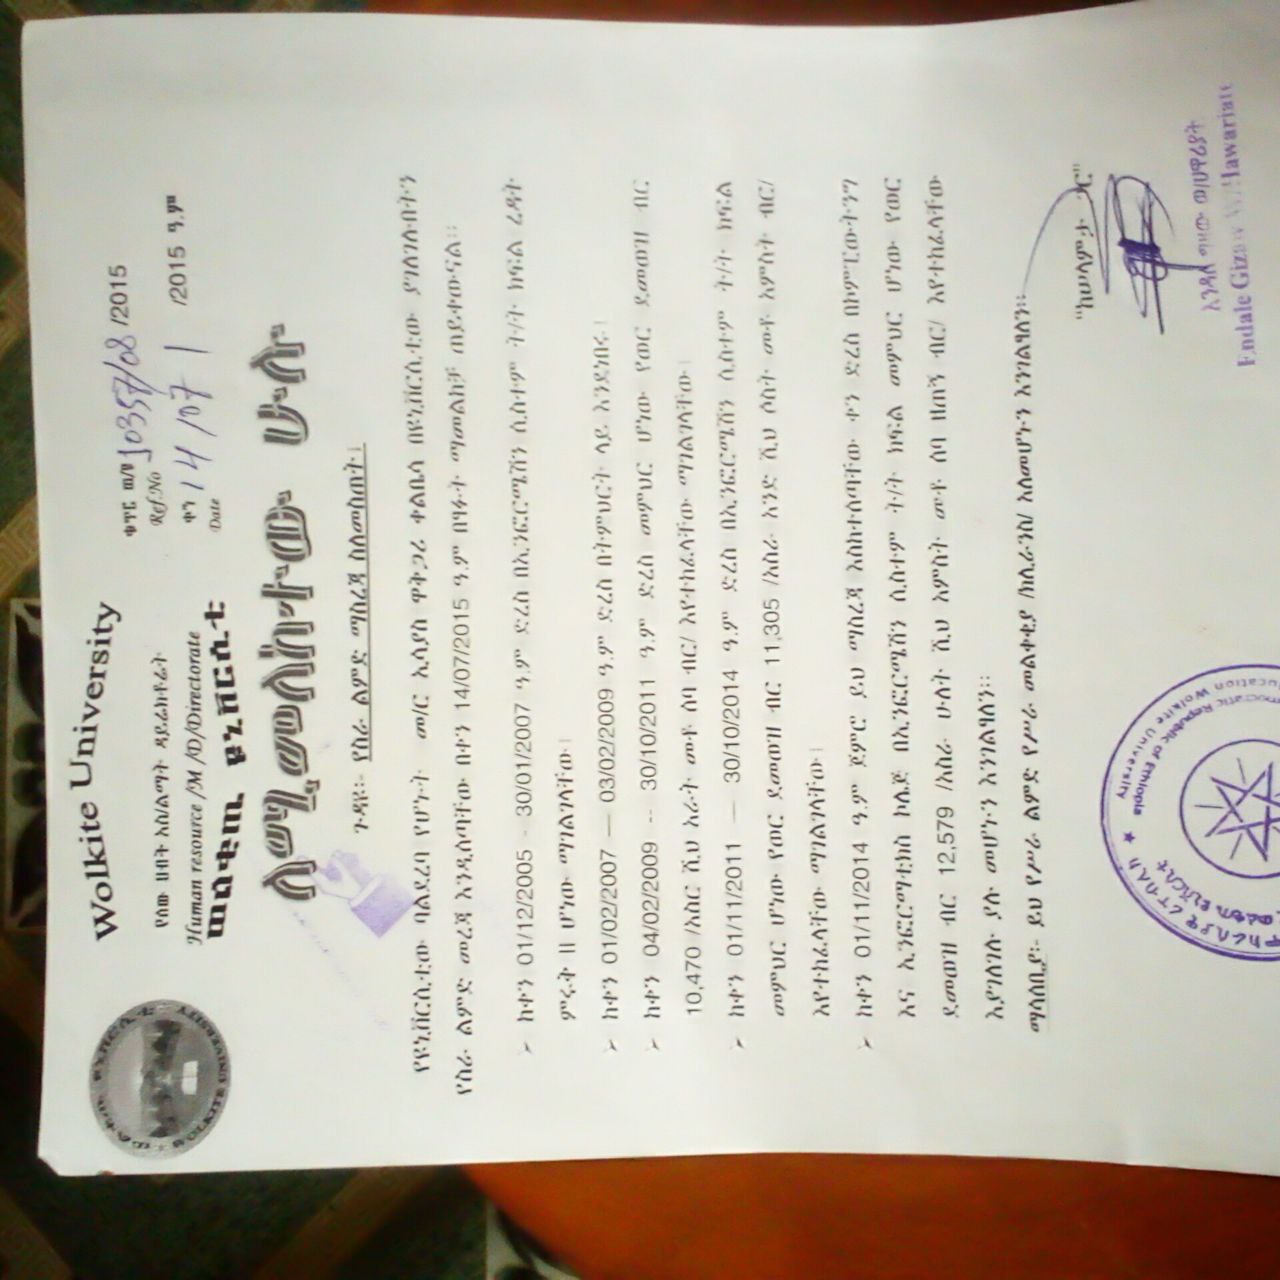 Wolkite University
ቁጥር ወ/ዩ 10357/08 /2015
Ref.No
የሰው ሀብት አስ/ልማት ዳይሬክቶሬት
ቀን 14/07/ /2015 ዓ.ም
Date
Human resource /M /D/Directorate
ወልቂጤ ዩኒቨርሲቲ
ለሚመለከተው ሁሉ
ጉዳዩ፡- የስራ ልምድ ማስረጃ ስለመስጠት፤
የዩኒቨርሲቲው ባልደረባ የሆኑት መ/ር ኢሳያስ ዋቅጋሪ ቀልቤሳ በዩኒቨርሲቲው ያገለገሉበትን
የስራ ልምድ መረጃ እንዲሰጣቸው በቀን 14/07/2015 ዓ.ም በፃፉት ማመልከቻ ጠይቀውናል፡፡
➢ ከቀን 01/12/2005 - 30/01/2007 ዓ.ም ድረስ በኢንፎርሜሽን ሲስተም ት/ት ክፍል ረዳት
ምሩቅ II ሆነው ማገልገላቸው፤
➢ ከቀን 01/02/2007 — 03/02/2009 ዓ.ም ድረስ በትምህርት ላይ እንደነበሩ፤
➢ ከቀን 04/02/2009 – 30/10/2011 ዓ.ም ድረስ መምህር ሆነው የወር ደመወዝ ብር
10,470 /አስር ሺህ አራት መቶ ሰባ ብር/ እየተከፈላቸው ማገልገላቸው፤
➢ ከቀን 01/11/2011 — 30/10/2014 ዓ.ም ድረስ በኢንፎርሜሽን ሲስተም ት/ት ክፍል
መምህር ሆነው የወር ደመወዝ ብር 11,305 /አስራ አንድ ሺህ ሶስት መቶ አምስት ብር/
እየተከፈላቸው ማገልገላቸው፤
➢ ከቀን 01/11/2014 ዓ.ም ጀምሮ ይህ ማስረጃ እስከተሰጣቸው ቀን ድረስ በኮምፒውትንግ
እና ኢንፎርማቲክስ ኮሌጅ በኢንፎርሜሽን ሲስተም ት/ት ክፍል መምህር ሆነው የወር
ደመወዝ ብር 12,579 /አስራ ሁለት ሺህ አምስት መቶ ሰባ ዘጠኝ ብር/ እየተከፈላቸው
እያገለገሉ ያሉ መሆኑን እንገልፃለን፡፡
ማሳሰቢያ፡- ይህ የሥራ ልምድ የሥራ መልቀቂያ /ክሊራንስ/ አለመሆኑን እንገልፃለን፡፡
"ከሠላምታ ጋር"
እንዳለ ግዛው ወ/ሀዋሪያት
Endale Gizaw W/Hawariate
ወልቂጤ ዩኒቨርሲቲ
WOLKITE UNIVERSITY
Republic of Ethiopia
Wolkite University